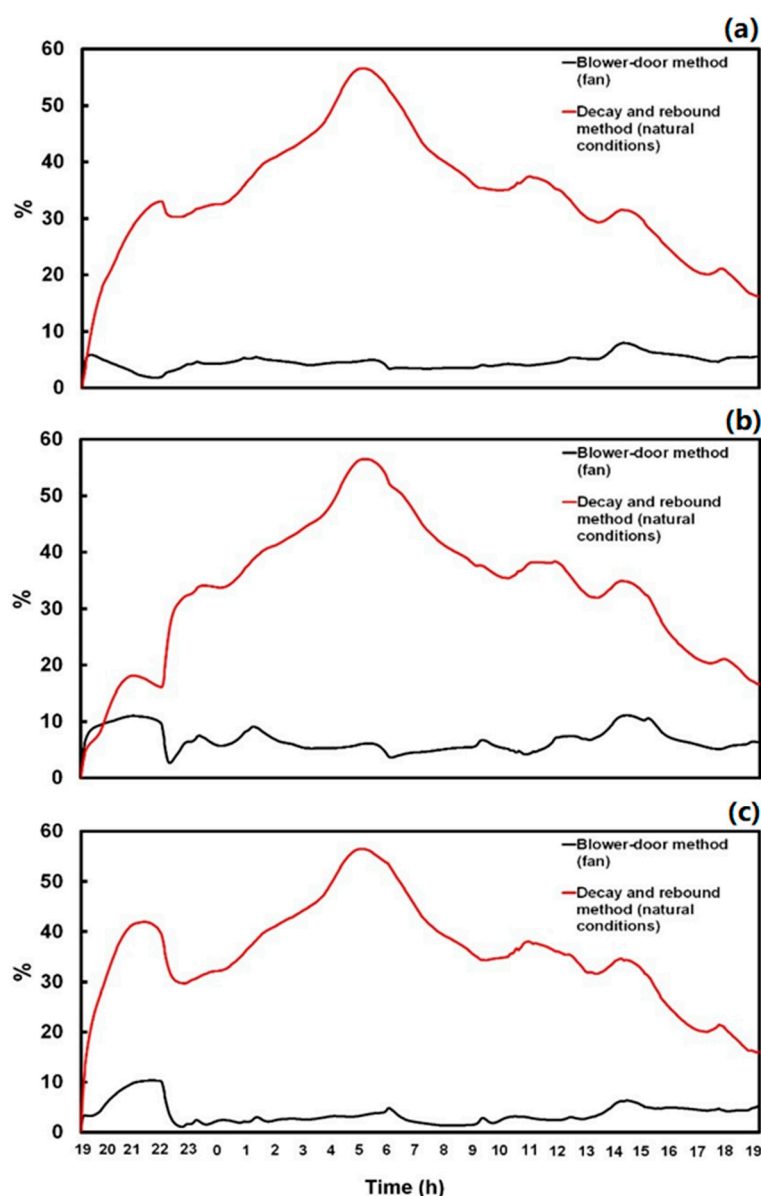 (a)
60
50
40
30
20
10
0
%
Blower-door method
(fan)
Decay and rebound
method (natural
conditions)
(b)
60
50
40
30
20
10
0
%
Blower-door method
(fan)
Decay and rebound
method (natural
conditions)
(c)
60
50
40
30
20
10
0
%
Blower-door method
(fan)
Decay and rebound
method (natural
conditions)
19 20 21 22 23 0 1 2 3 4 5 6 7 8 9 10 11 12 13 14 15 16 17 18 19
Time (h)